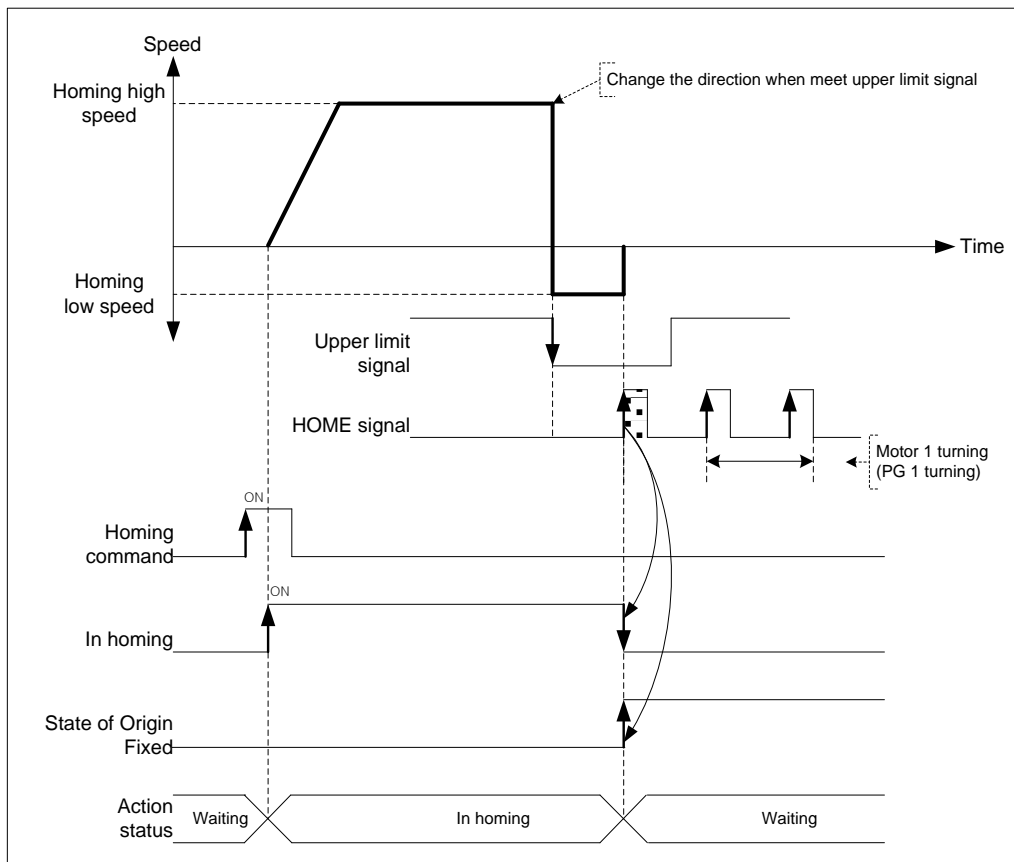 Speed
Homing high
speed
Change the direction when meet upper limit signal
Time
Homing
low speed
Upper limit
signal
HOME signal
Motor 1 turning
(PG 1 turning)
ON
Homing
command
ON
In homing
State of Origin
Fixed
Action
status
Waiting
In homing
Waiting